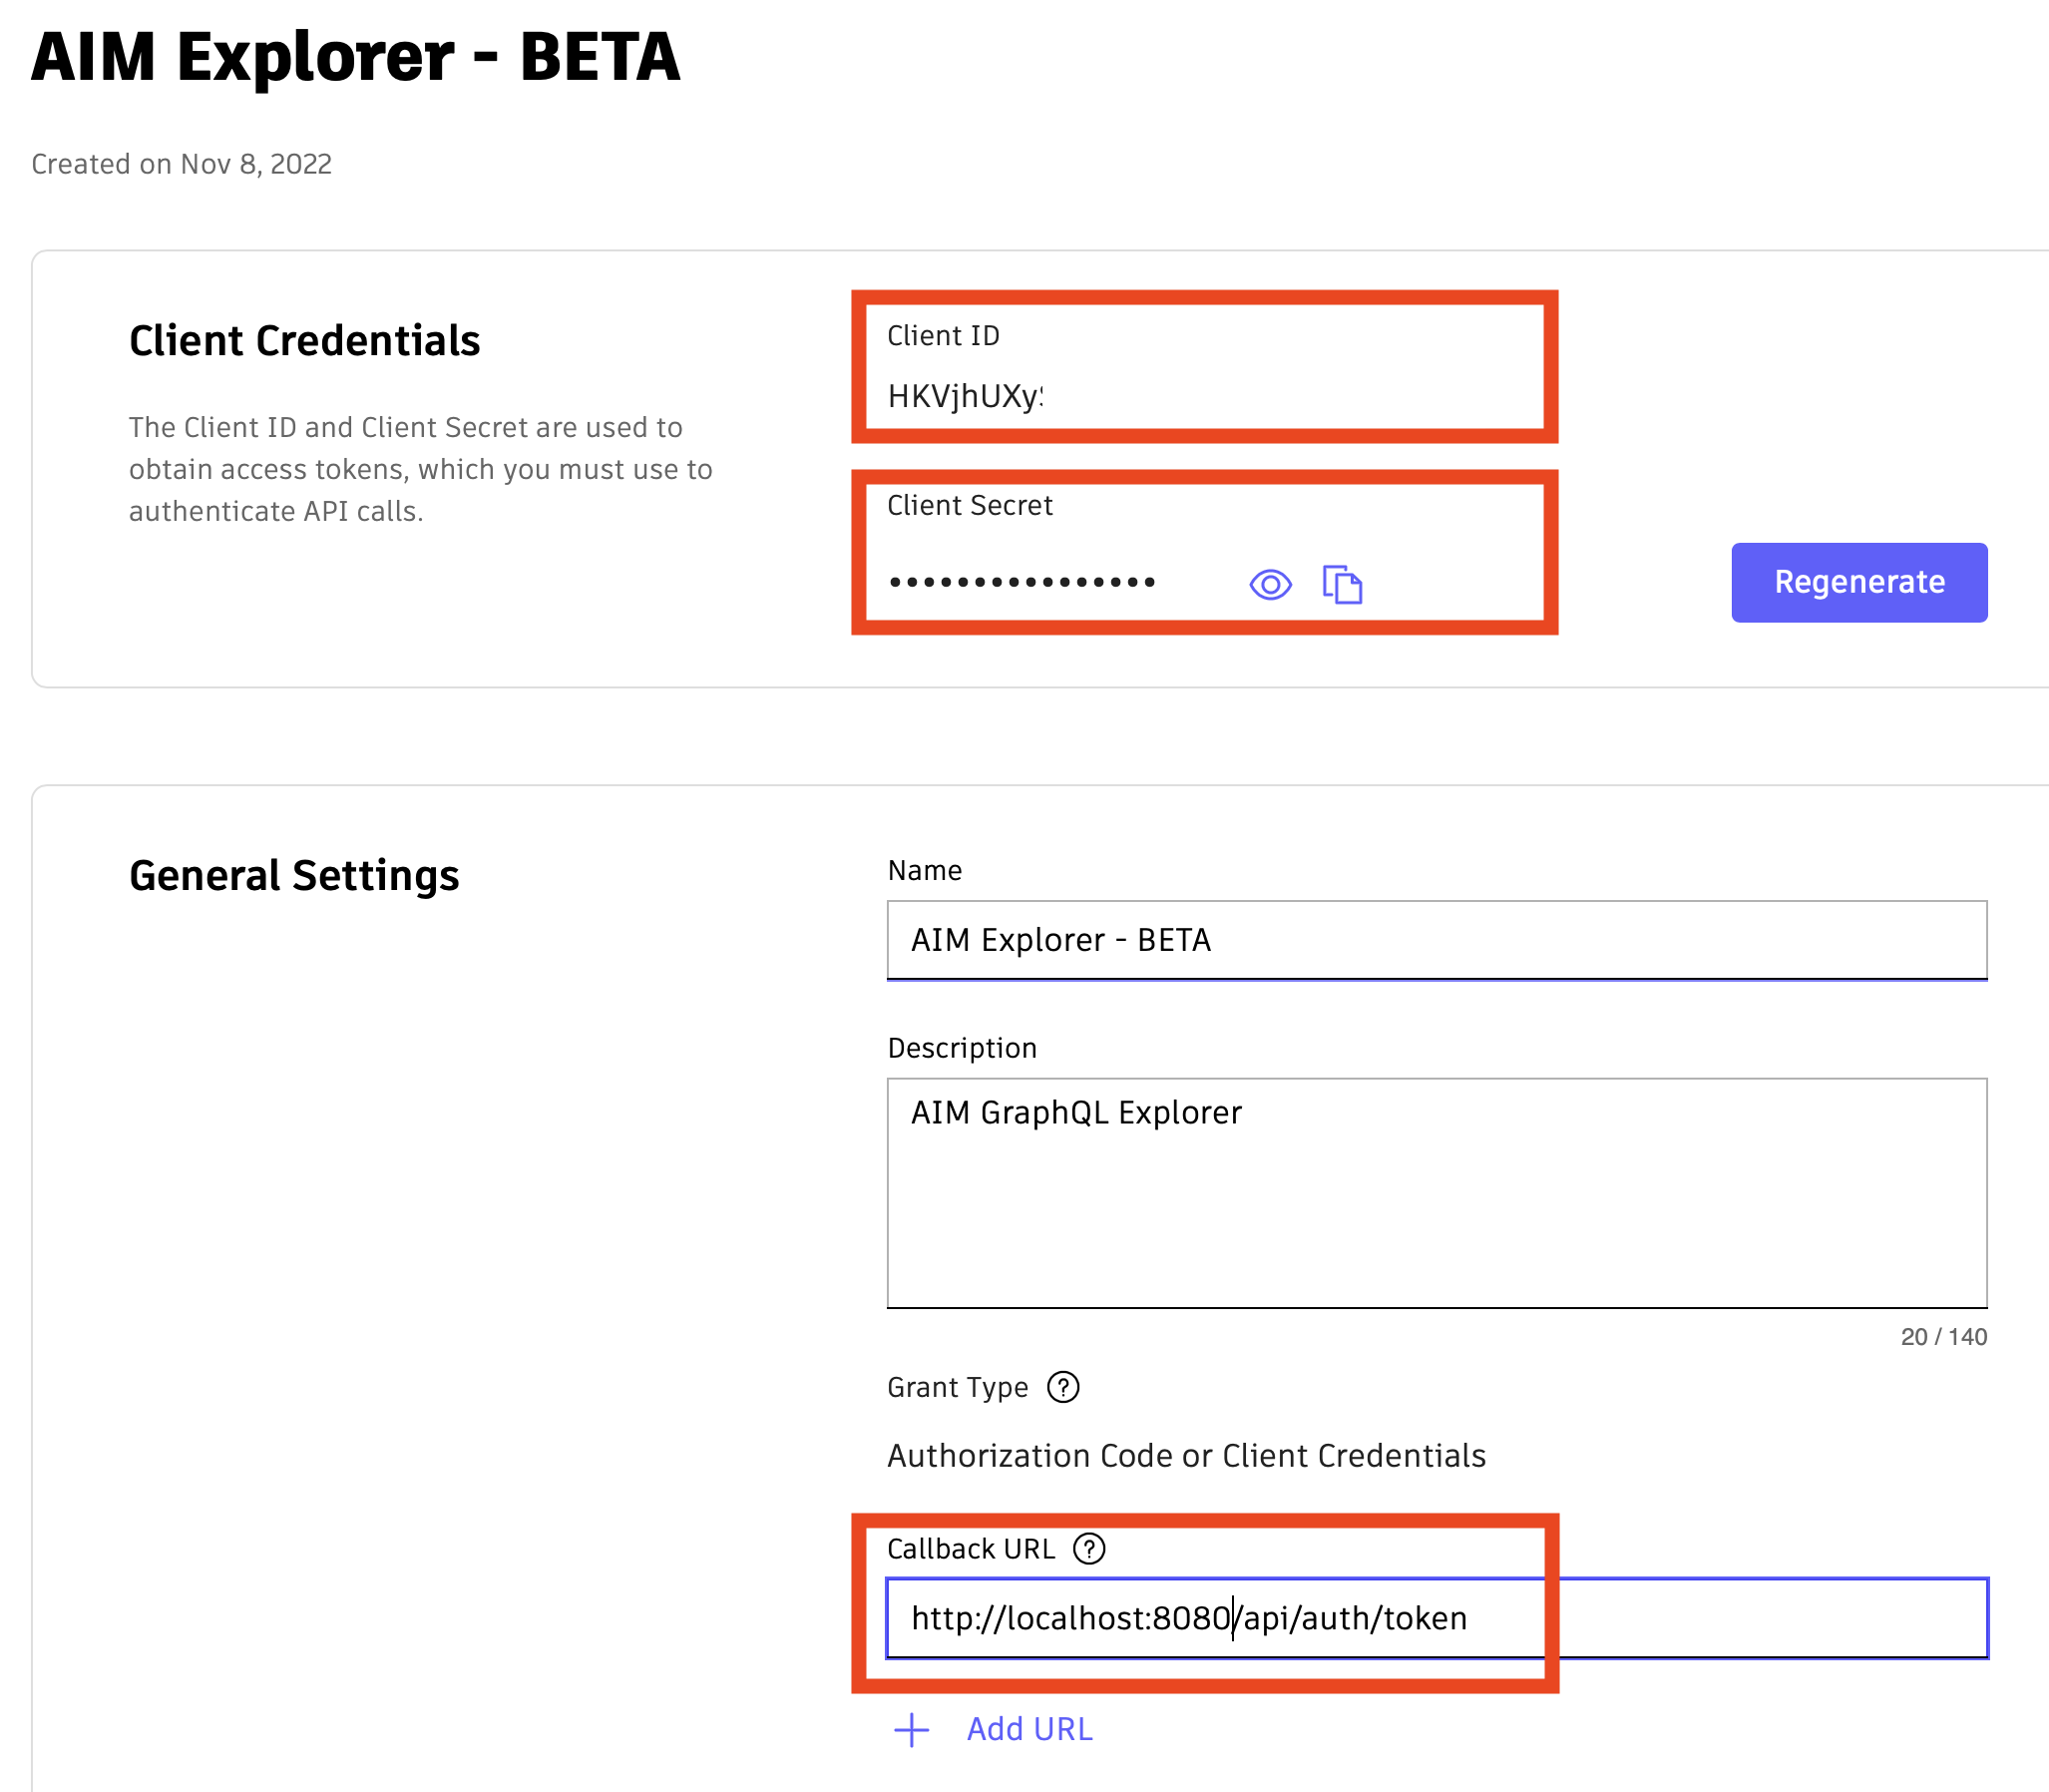 AIM Explorer - BETA
Created on Nov 8, 2022
Client Credentials
The Client ID and Client Secret are used to
obtain access tokens, which you must use to
authenticate API calls.
Client ID
HKVjhUXy
Client Secret
••••••••••••••••
Regenerate
General Settings
Name
AIM Explorer - BETA
Description
AIM GraphQL Explorer
20 / 140
Grant Type ?
Authorization Code or Client Credentials
Callback URL ?
http://localhost:8080/api/auth/token
+ Add URL